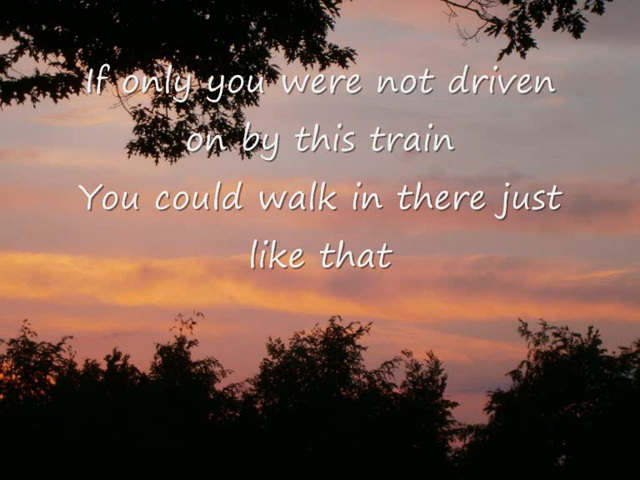 If only you were not driven
on by this train
You could walk in there just
like that